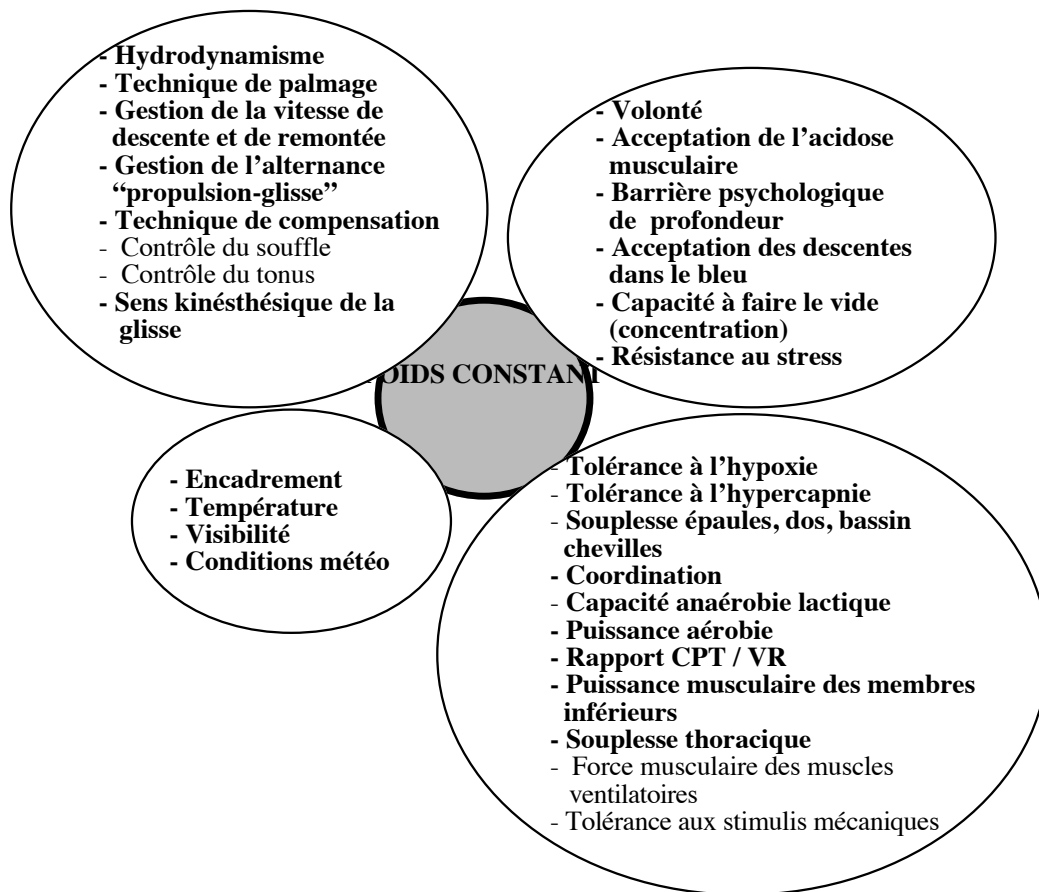 - Hydrodynamisme
- Technique de palmage
- Gestion de la vitesse de
descente et de remontée
- Gestion de l’alternance
“propulsion-glisse”
- Technique de compensation
- Contrôle du souffle
- Contrôle du tonus
- Sens kinésthésique de la
glisse
- Volonté
- Acceptation de l’acidose
musculaire
- Barrière psychologique
de profondeur
- Acceptation des descentes
dans le bleu
- Capacité à faire le vide
(concentration)
- Résistance au stress
OIDS CONSTANT
- Encadrement
- Température
- Visibilité
- Conditions météo
- Tolérance à l’hypoxie
- Tolérance à l’hypercapnie
- Souplesse épaules, dos, bassin
chevilles
- Coordination
- Capacité anaérobie lactique
- Puissance aérobie
- Rapport CPT / VR
- Puissance musculaire des membres
inférieurs
- Souplesse thoracique
- Force musculaire des muscles
ventilatoires
- Tolérance aux stimulis mécaniques